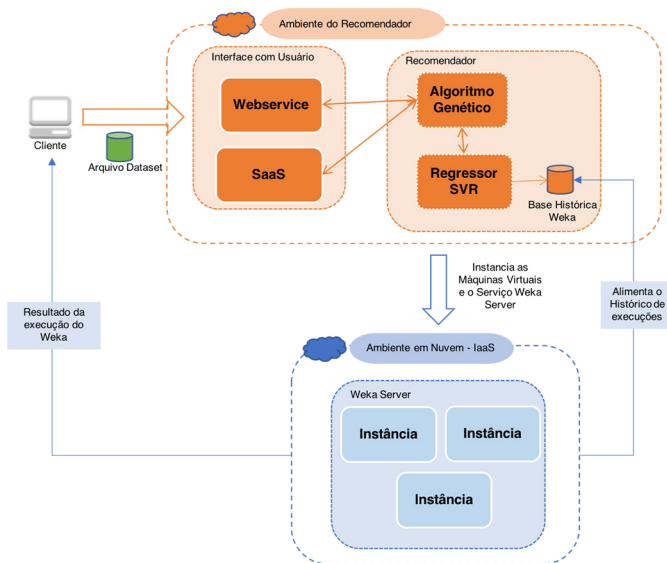 Ambiente do Recomendador
Interface com Usuário
Recomendador
Webservice
Algoritmo
Genético
Cliente
Arquivo Dataset
SaaS
Regressor
SVR
Base Histórica
Weka
Instancia as
Máquinas Virtuais
e o Serviço Weka
Server
Resultado da
execução do
Weka
Alimenta o
Histórico de
execuções
Ambiente em Nuvem - IaaS
Weka Server
Instância
Instância
Instância